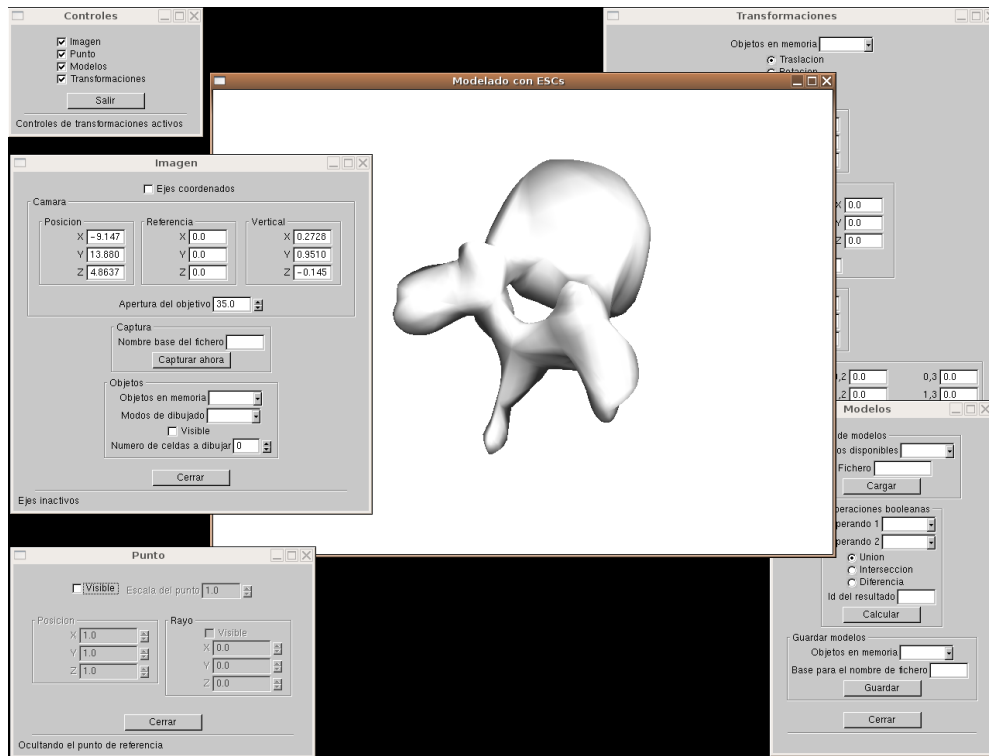 Controles
Imagen
Punto
Modelos
Transformaciones
Salir
Controles de transformaciones activos
Transformaciones
Objetos en memoria
Traslacion
Rotacion
X 0.0
Y 0.0
Z 0.0
0,2 0.0 0,3 0.0
1,2 0.0 1,3 0.0
Modelado con ESCs
Imagen
Ejes coordenados
Camara
Posicion Referencia Vertical
X -9.147 X 0.0 X 0.2728
Y 13.880 Y 0.0 Y 0.9510
Z 4.8637 Z 0.0 Z -0.145
Apertura del objetivo 35.0
Captura
Nombre base del fichero
Capturar ahora
Objetos
Objetos en memoria
Modos de dibujado
Visible
Numero de celdas a dibujar 0
Cerrar
Ejes inactivos
Punto
Visible Escala del punto 1.0
Posicion Rayo
X 1.0 Visible
Y 1.0 X 0.0
Z 1.0 Y 0.0
Z 0.0
Cerrar
Ocultando el punto de referencia
Modelos
de modelos
os disponibles
Fichero
Cargar
peraciones booleanas
perando 1
perando 2
Union
Interseccion
Diferencia
Id del resultado
Calcular
Guardar modelos
Objetos en memoria
Base para el nombre de fichero
Guardar
Cerrar